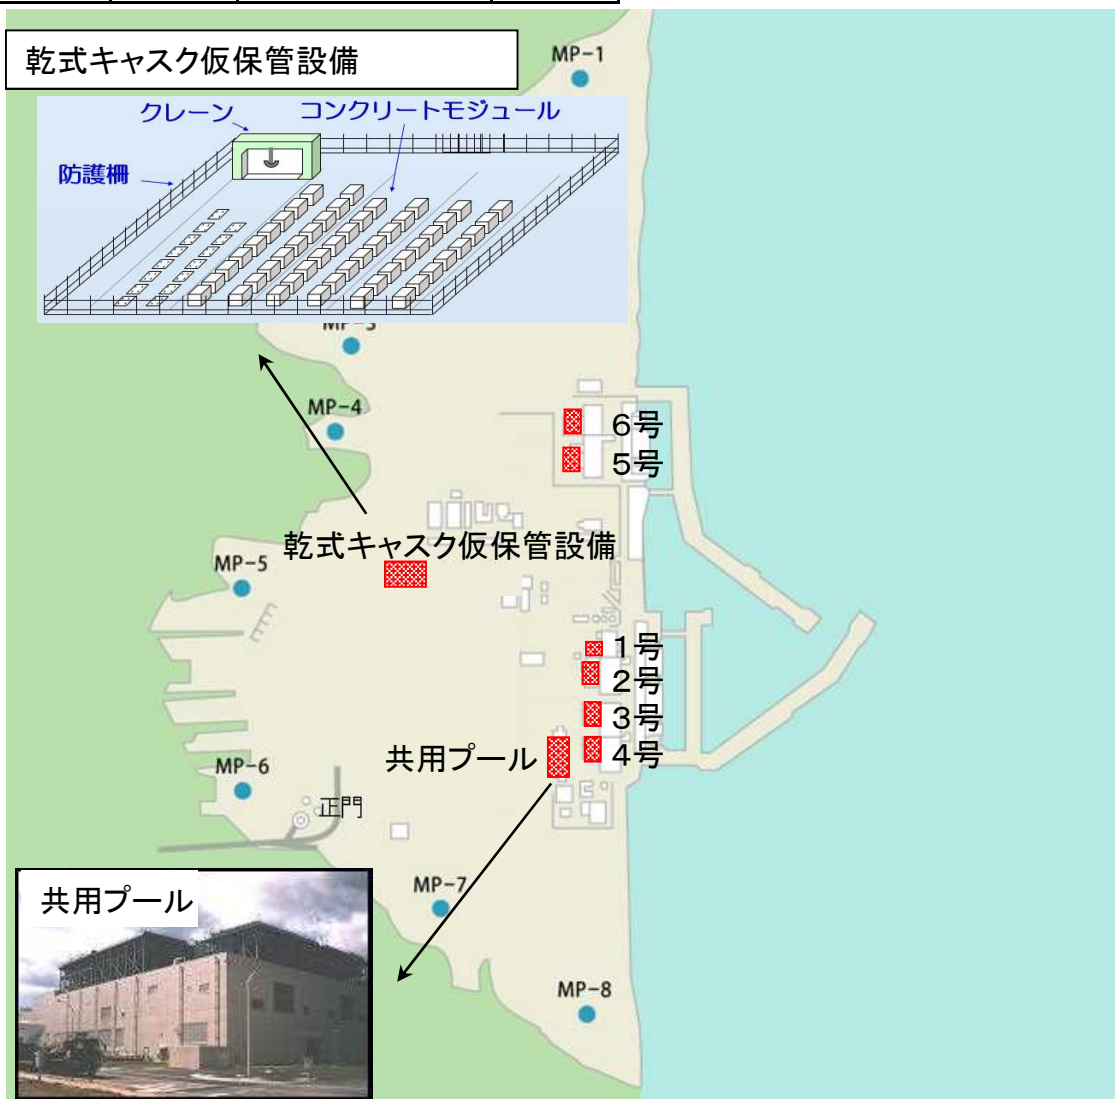 乾式キャスク仮保管設備
MP-1
クレーン
コンクリートモジュール
防護柵
MP-3
MP-4
6号
5号
乾式キャスク仮保管設備
MP-5
1号
2号
3号
4号
共用プール
MP-6
正門
共用プール
MP-7
MP-8